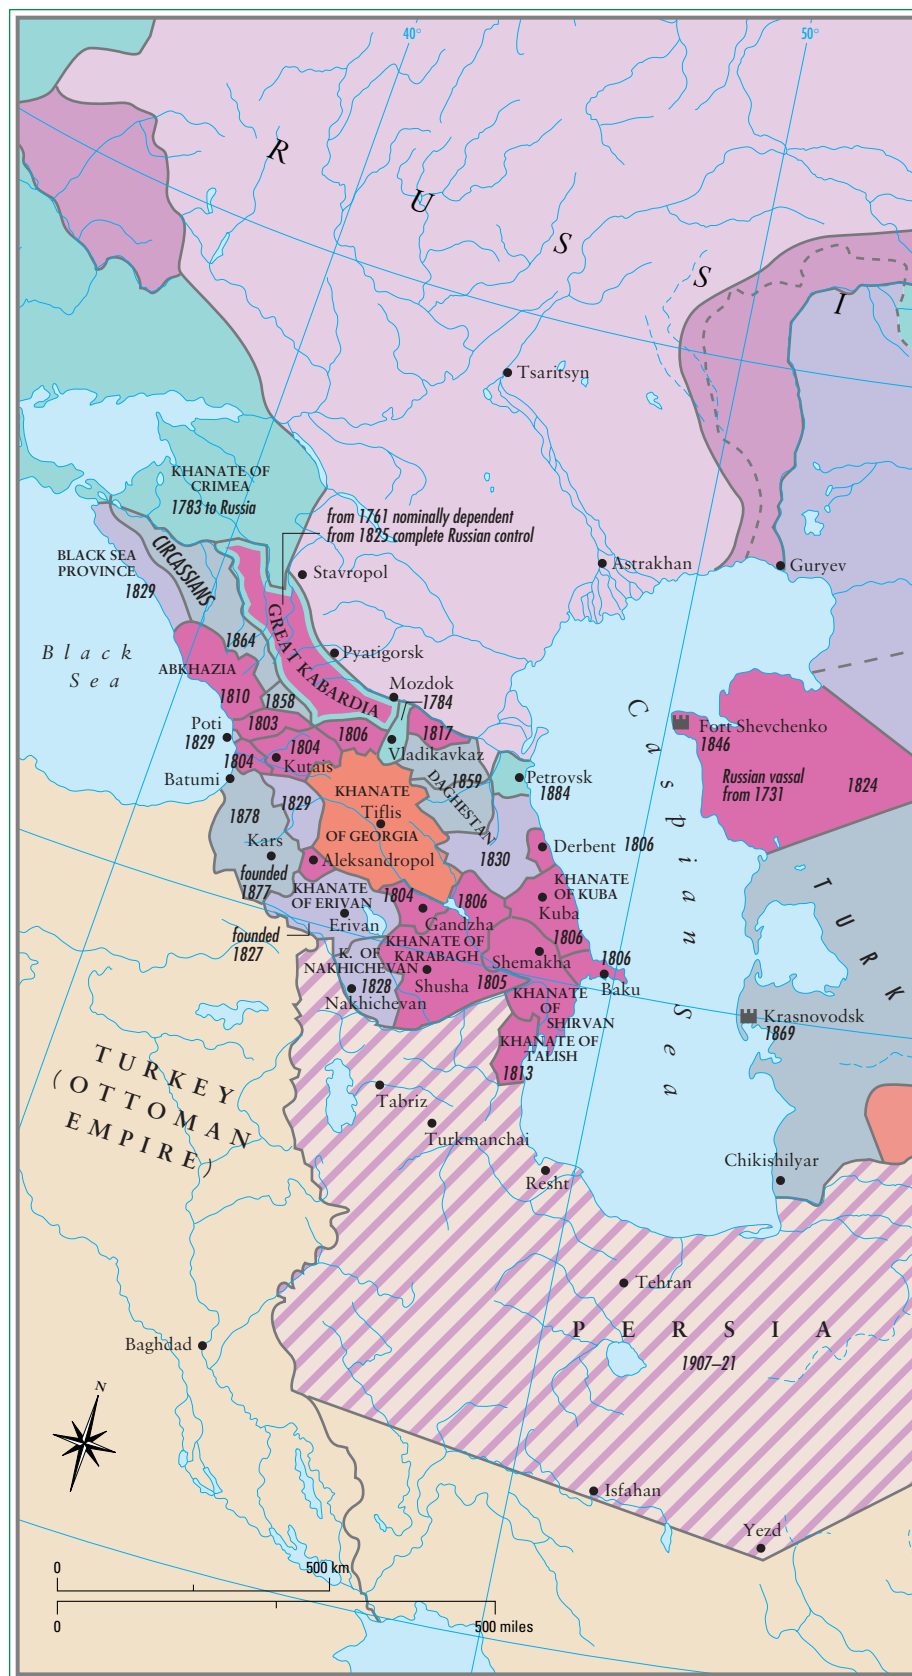 40°
50°
R U S S I
Tsaritsyn
KHANATE OF
CRIMEA
1783 to Russia
from 1761 nominally dependent
from 1825 complete Russian control
BLACK SEA
PROVINCE
1829
CIRCASSIANS
1864
Stavropol
Astrakhan
Guryev
GREAT KABARDIA
Black
Sea
ABKHAZIA
1810
1858
Pyatigorsk
Mozdok
1784
Poti
1829
1803
1804
1804
Kutais
1806
Vladikavkaz
1817
Batumi
Caspian Sea
Fort Shevchenko
1846
Russian vassal
from 1731
1824
DAGHESTAN
1859
Petrovsk
1884
1878
1829
KHANATE
Tiflis
OF GEORGIA
Kars
founded
1877
Aleksandropol
1830
Derbent 1806
KHANATE
OF KUBA
Kuba
KHANATE
OF ERIVAN
Erivan
1804
Gandzha
1806
founded
1827
K. OF
NAKHICHEVAN
1828
Nakhichevan
KHANATE OF
KARABAGH
Shusha
1805
Shemakha
1806
1806
Baku
KHANATE
OF
SHIRVAN
KHANATE OF
TALISH
1813
T U R K
Krasnovodsk
1869
TURKEY
(OTTOMAN
EMPIRE)
Tabriz
Turkmanchai
Resht
Chikishilyar
Tehran
PERSIA
1907–21
Baghdad
N
Isfahan
Yezd
0
500 km
0
500 miles